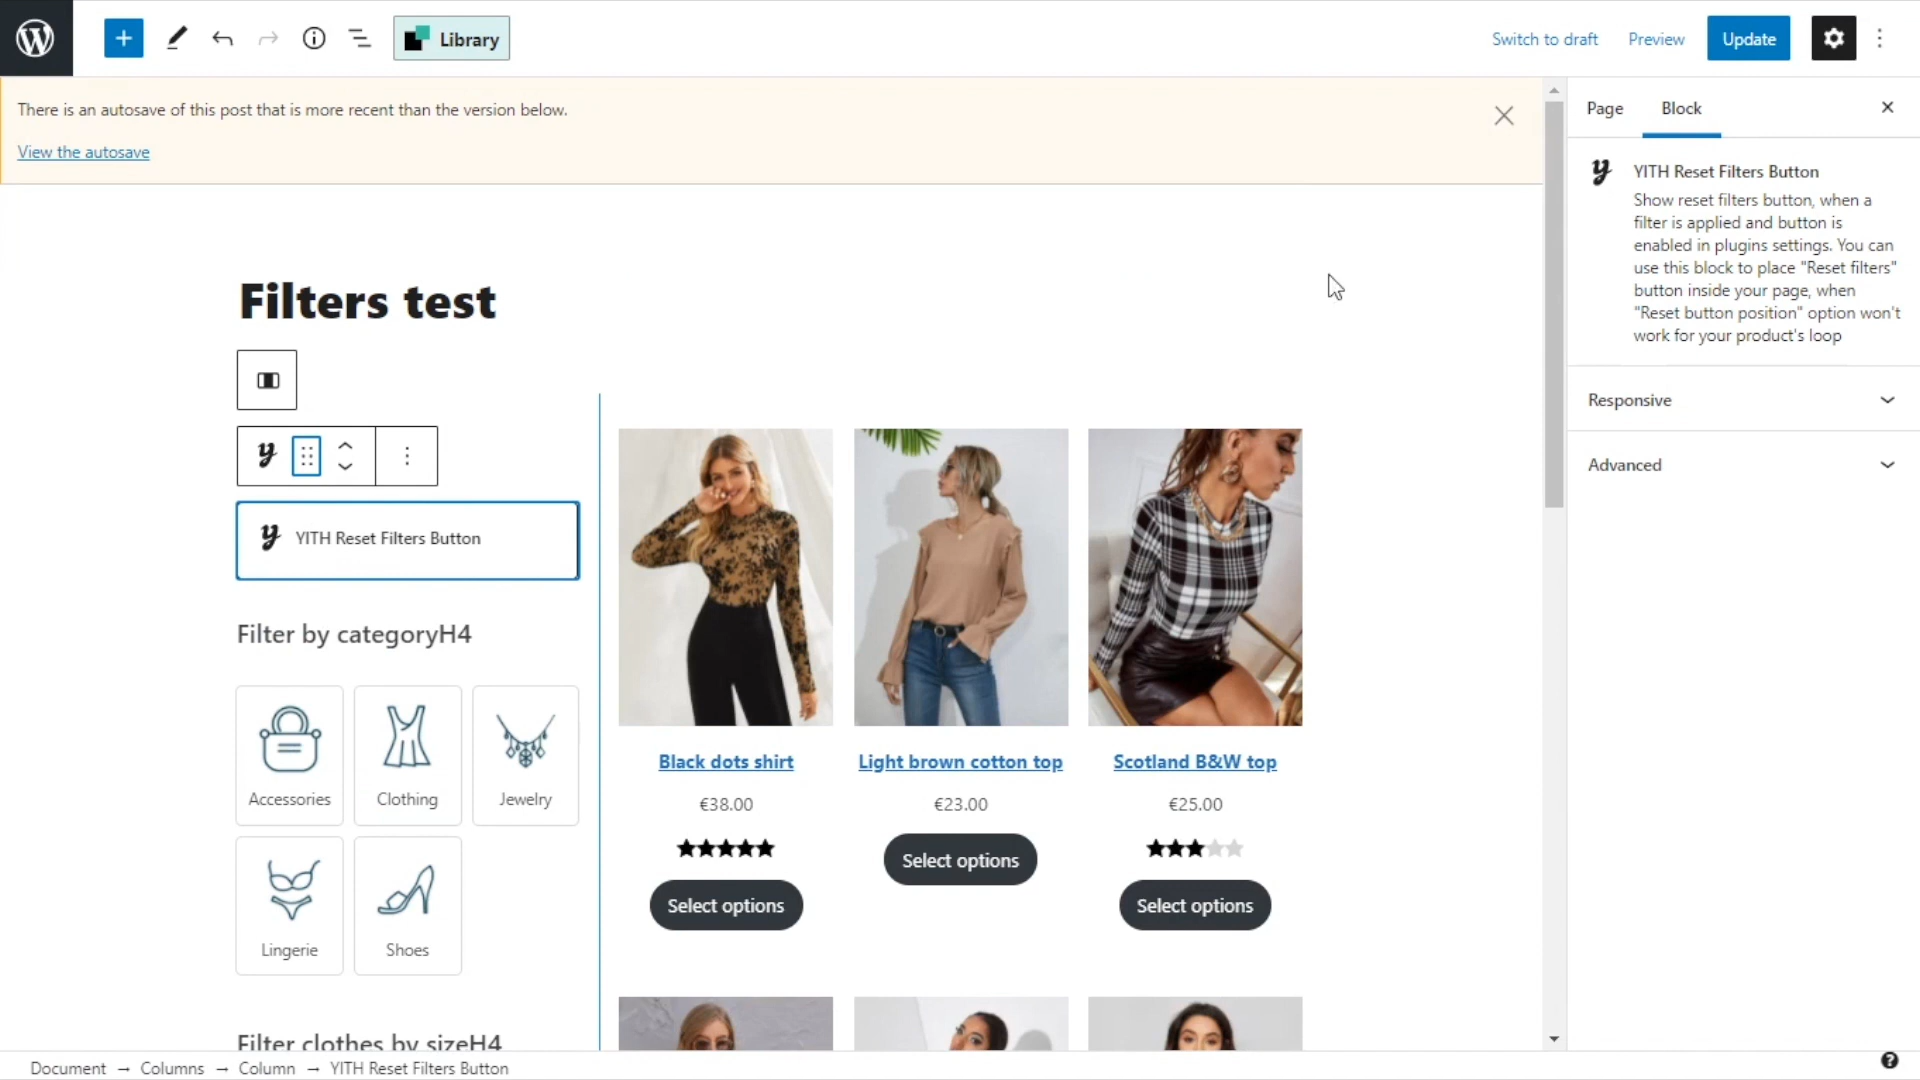 Library
Switch to draft
Preview
Update
There is an autosave of this post that is more recent than the version below.
View the autosave
Page
Block
YITH Reset Filters Button
Show reset filters button, when a
filter is applied and button is
enabled in plugins settings. You can
use this block to place "Reset filters"
button inside your page, when
"Reset button position" option won't
work for your product's loop
Responsive
Advanced
Filters test
YITH Reset Filters Button
Filter by categoryH4
Accessories
Clothing
Jewelry
Lingerie
Shoes
Filter clothes by sizeH4
Black dots shirt
€38.00
Select options
Light brown cotton top
€23.00
Select options
Scotland B&W top
€25.00
Select options
Document → Columns → Column → YITH Reset Filters Button